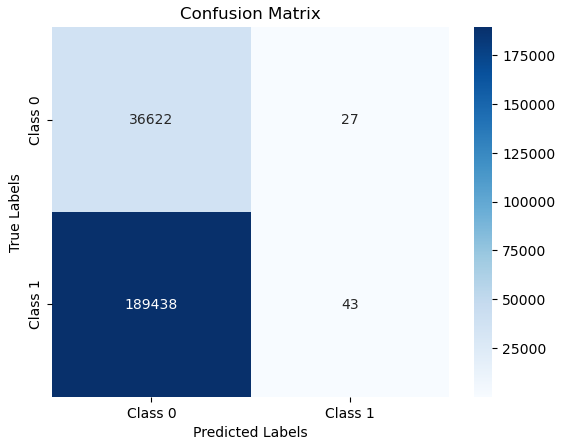 Confusion Matrix
True Labels
Class 0
36622
27
Class 1
189438
43
Class 0
Class 1
Predicted Labels
175000
150000
125000
100000
75000
50000
25000